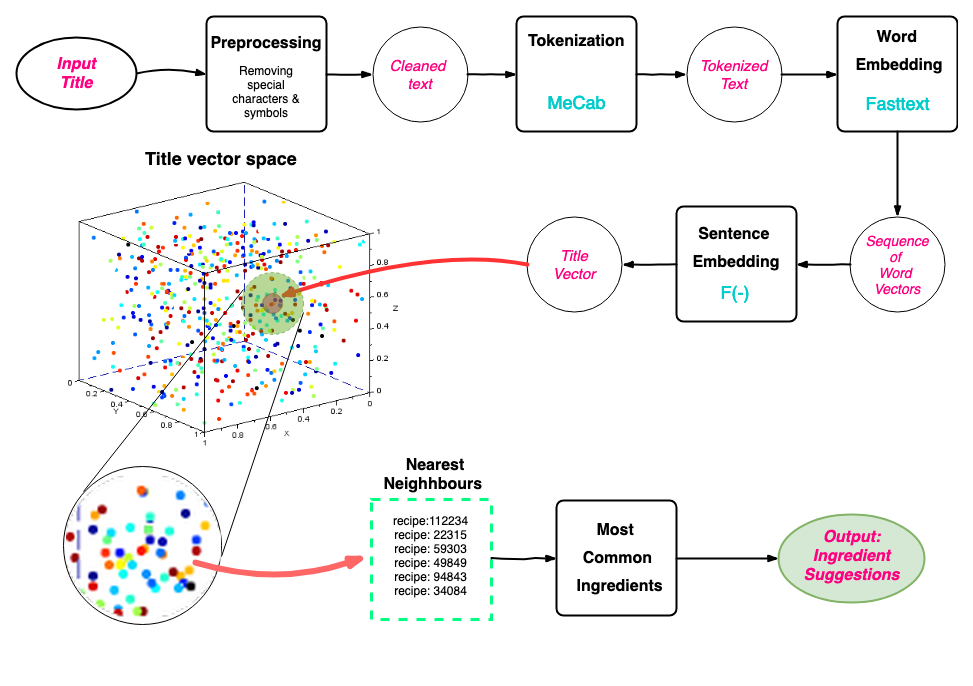 Input
Title
Preprocessing
Removing
special
characters &
symbols
Cleaned
text
Tokenization
MeCab
Tokenized
Text
Word
Embedding
Fasttext
Title vector space
Sequence
of
Word
Vectors
Sentence
Embedding
F(-)
Title
Vector
1
0.8
0.6
Z
0.4
0.2
0
0
0.2
0.4
Y
0.6
0.8
1
1
0.8
0.6
X
0.4
0.2
0
Nearest
Neighhbours
recipe:112234
recipe: 22315
recipe: 59303
recipe: 49849
recipe: 94843
recipe: 34084
Most
Common
Ingredients
Output:
Ingredient
Suggestions